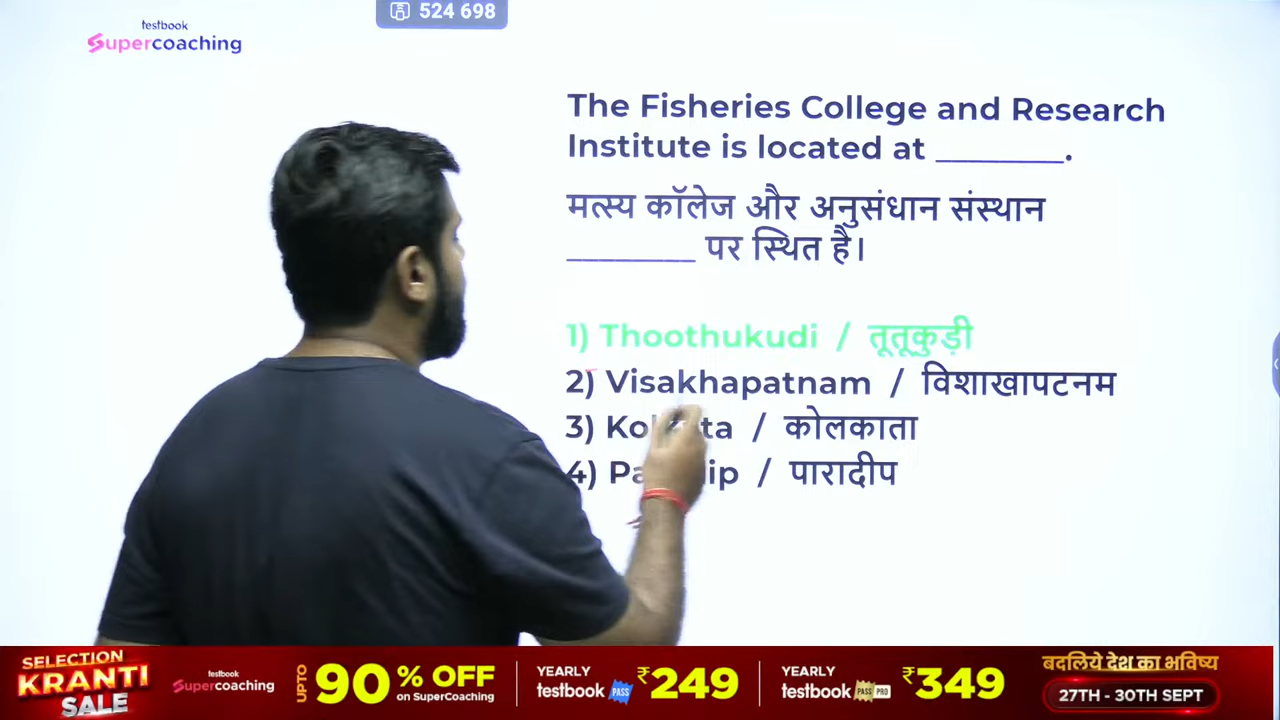 testbook
Supercoaching
524 698
The Fisheries College and Research
Institute is located at ________.
मत्स्य कॉलेज और अनुसंधान संस्थान
________ पर स्थित है।
1) Thoothukudi / तूतूकुड़ी
2) Visakhapatnam / विशाखापटनम
3) / कोलकाता
4) / पारादीप
SELECTION
KRANTI
SALE
testbook
Supercoaching
UPTO 90% OFF
on SuperCoaching
YEARLY
testbook PASS ₹249
YEARLY
testbook PASS PRO ₹349
बदलिये देश का भविष्य
27TH - 30TH SEPT